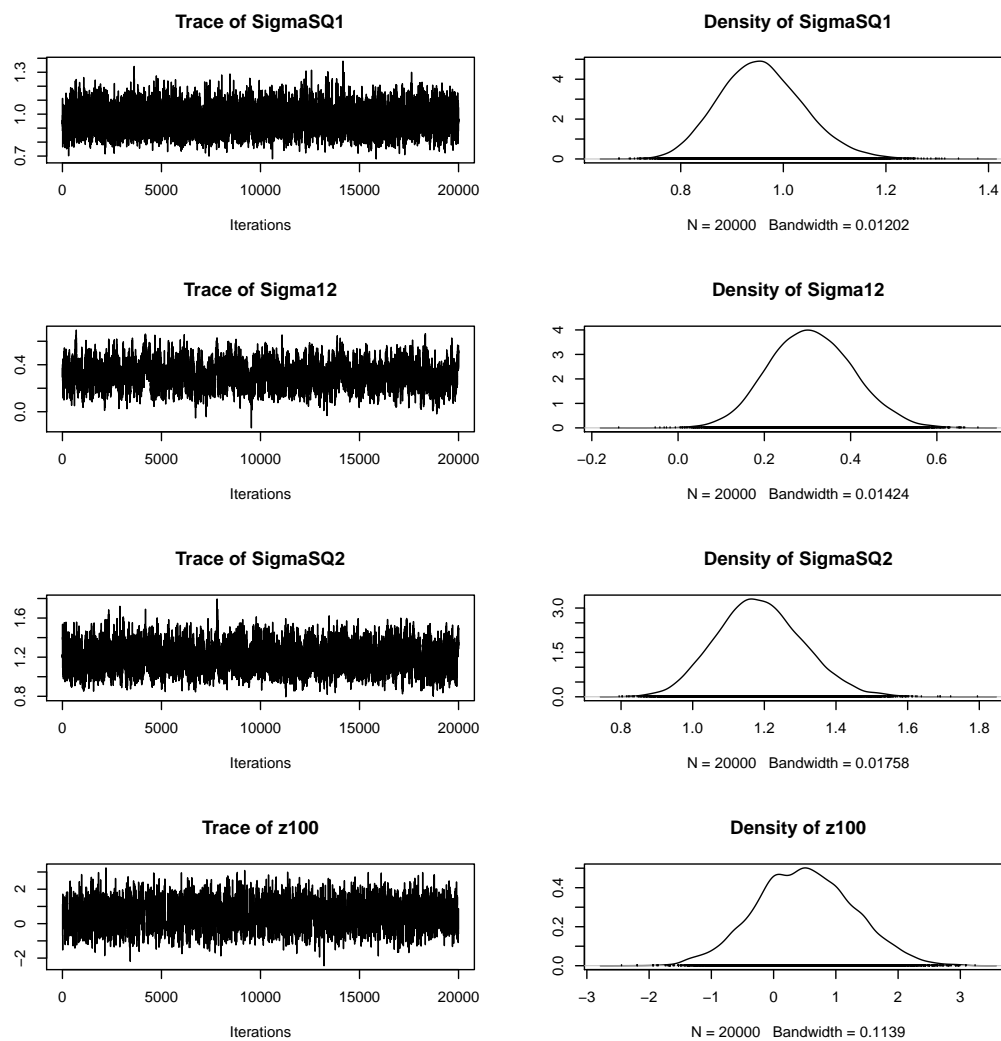 Trace of SigmaSQ1
0.7 1.0 1.3
0 5000 10000 15000 20000
Iterations
Density of SigmaSQ1
0 2 4
0.8 1.0 1.2 1.4
N = 20000 Bandwidth = 0.01202
Trace of Sigma12
0.0 0.4
0 5000 10000 15000 20000
Iterations
Density of Sigma12
0 1 2 3 4
−0.2 0.0 0.2 0.4 0.6
N = 20000 Bandwidth = 0.01424
Trace of SigmaSQ2
0.8 1.2 1.6
0 5000 10000 15000 20000
Iterations
Density of SigmaSQ2
0.0 1.5 3.0
0.8 1.0 1.2 1.4 1.6 1.8
N = 20000 Bandwidth = 0.01758
Trace of z100
−2 0 2
0 5000 10000 15000 20000
Iterations
Density of z100
0.0 0.2 0.4
−3 −2 −1 0 1 2 3
N = 20000 Bandwidth = 0.1139